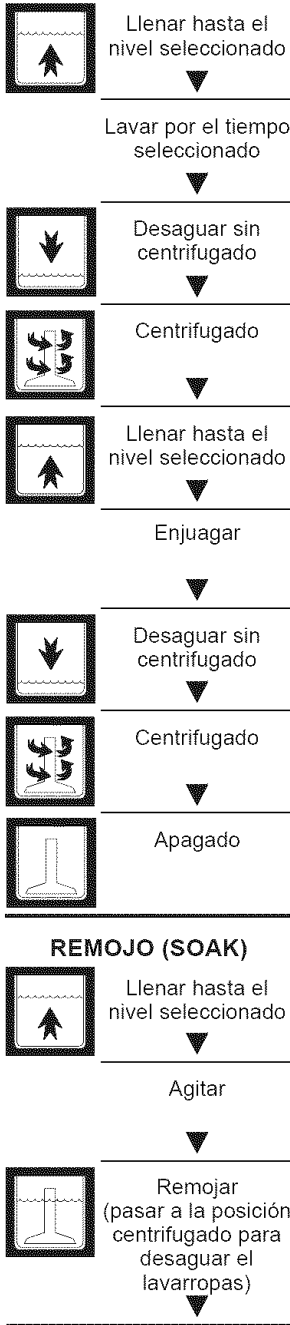 Llenar hasta el
nivel seleccionado
Lavar por el tiempo
seleccionado
Desaguar sin
centrifugado
Centrifugado
Llenar hasta el
nivel seleccionado
Enjuagar
Desaguar sin
centrifugado
Centrifugado
Apagado
REMOJO (SOAK)
Llenar hasta el
nivel seleccionado
Agitar
Remojar
(pasar a la posición
centrifugado para
desaguar el
lavarropas)